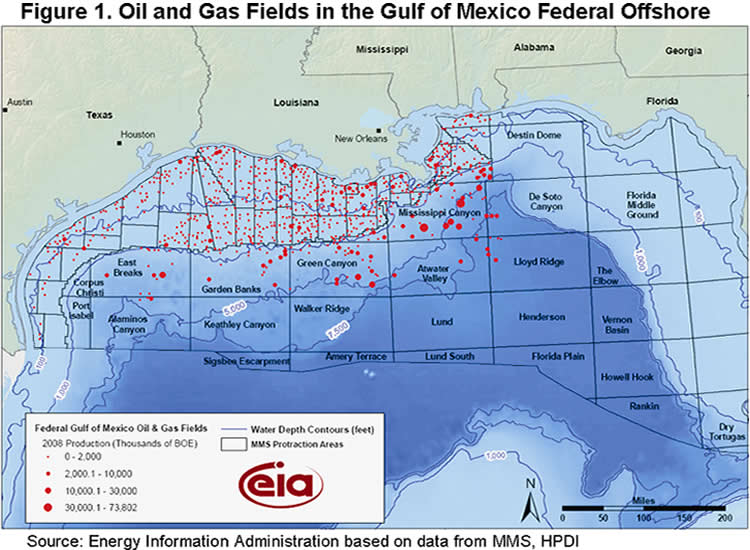 Figure 1. Oil and Gas Fields in the Gulf of Mexico Federal Offshore
Mississippi
Alabama
Georgia
Austin
Texas
Louisiana
Florida
Houston
New Orleans
Destin Dome
De Soto
Canyon
Florida
Middle
Ground
Mississippi Canyon
100
1,000
East
Breaks
Green Canyon
Lloyd Ridge
Corpus
Christi
Garden Banks
Atwater
Valley
The
Elbow
Port
Isabel
Alaminos
Canyon
5,000
Walker Ridge
7,500
Keathley Canyon
Lund
Henderson
Vernon
Basin
Sigsbee Escarpment
Amery Terrace
Lund South
Florida Plain
100
1,000
Howell Hook
Rankin
Dry
Tortugas
1,000
Federal Gulf of Mexico Oil & Gas Fields
2008 Production (Thousands of BOE)
0 - 2,000
2,000.1 - 10,000
10,000.1 - 30,000
30,000.1 - 73,802
Water Depth Contours (feet)
MMS Protraction Areas
eia
N
Miles
0 50 100 150 200
Source: Energy Information Administration based on data from MMS, HPDI